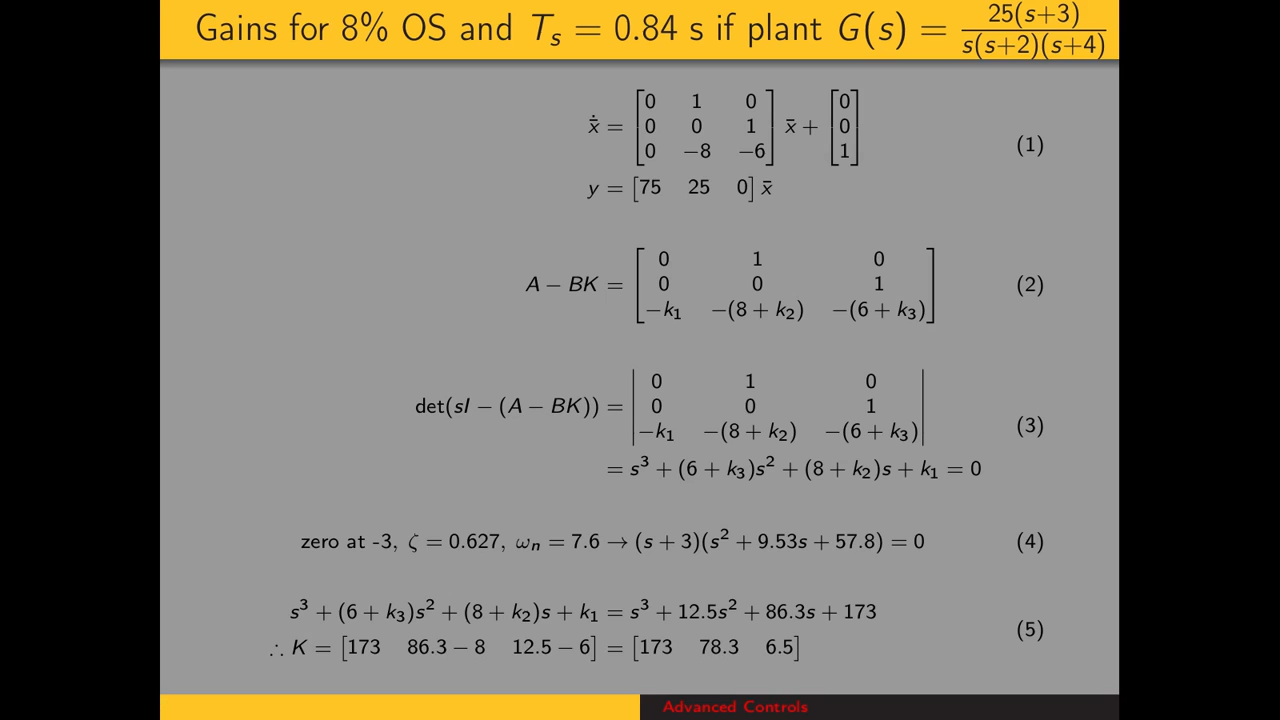 Gains for 8% OS and Tₛ = 0.84 s if plant G(s) = 25(s+3) / s(s+2)(s+4)
ẋ̄ = [0 1 0; 0 0 1; 0 −8 −6] x̄ + [0; 0; 1]
(1)
y = [75 25 0] x̄
A − BK = [0 1 0; 0 0 1; −k₁ −(8 + k₂) −(6 + k₃)]
(2)
det(sI − (A − BK)) = |0 1 0; 0 0 1; −k₁ −(8 + k₂) −(6 + k₃)|
(3)
= s³ + (6 + k₃)s² + (8 + k₂)s + k₁ = 0
zero at -3, ζ = 0.627, ωₙ = 7.6 → (s + 3)(s² + 9.53s + 57.8) = 0
(4)
s³ + (6 + k₃)s² + (8 + k₂)s + k₁ = s³ + 12.5s² + 86.3s + 173
(5)
∴ K = [173 86.3 − 8 12.5 − 6] = [173 78.3 6.5]
Advanced Controls